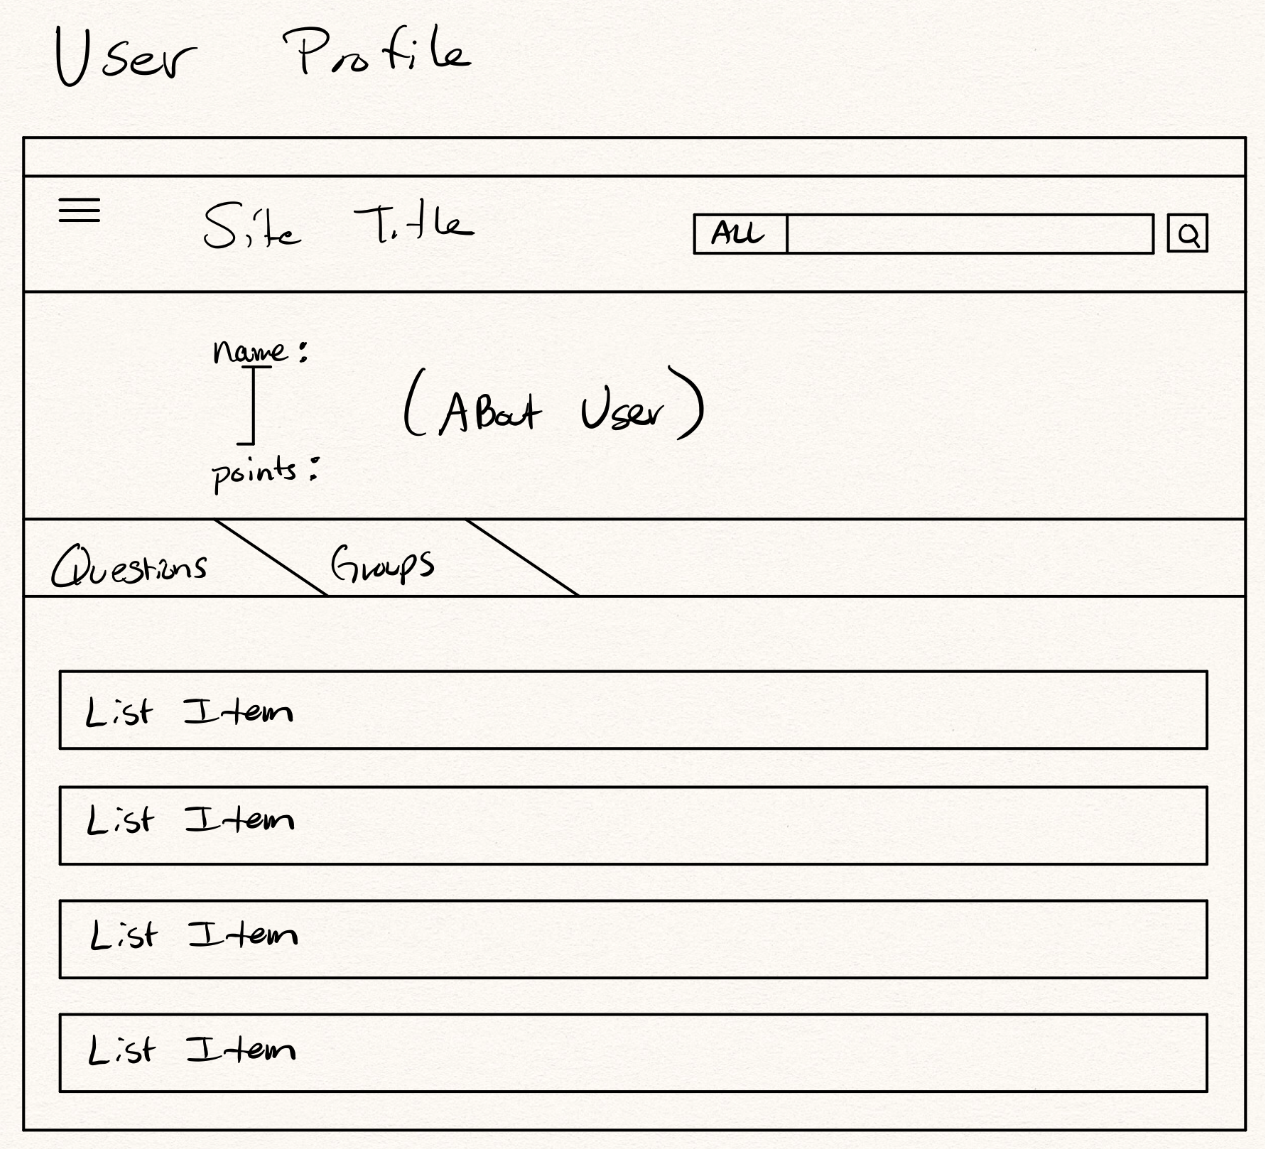 User Profile
Site Title
ALL
name:
(ABout User)
points:
Questions
Groups
List Item
List Item
List Item
List Item